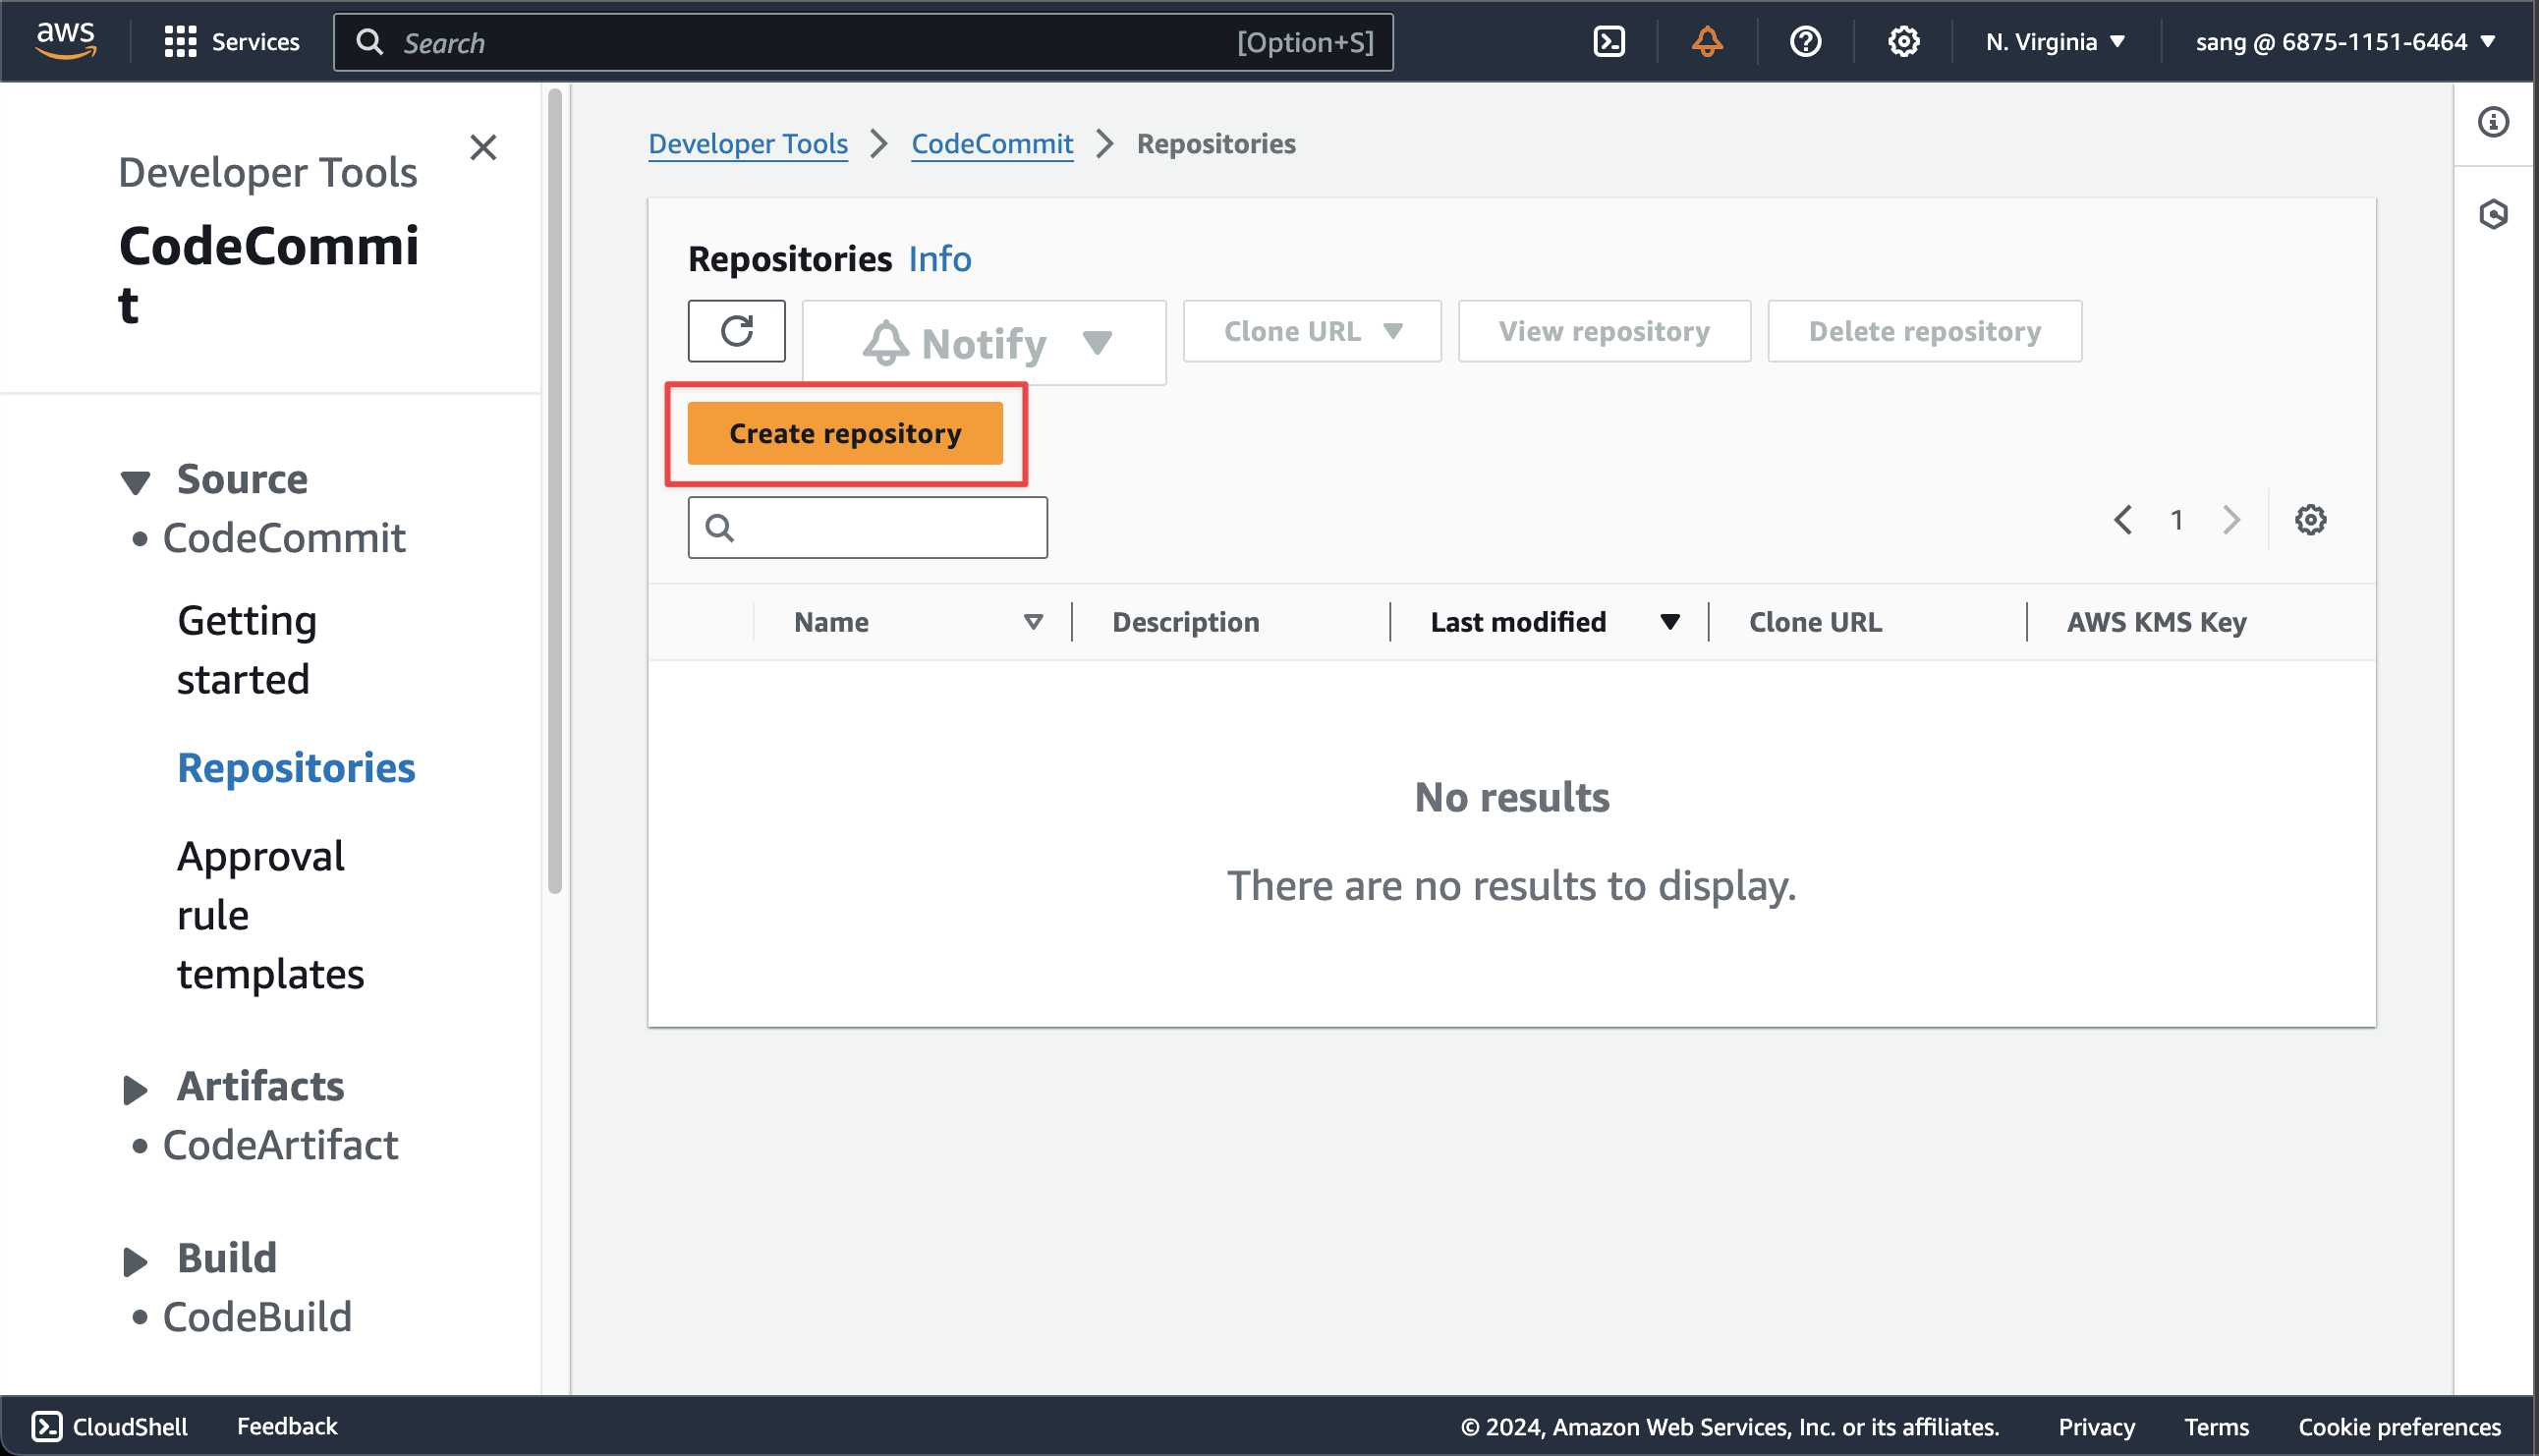 aws
Services
Search
[Option+S]
N. Virginia
sang @ 6875-1151-6464
Developer Tools
CodeCommi
t
Source
CodeCommit
Getting
started
Repositories
Approval
rule
templates
Artifacts
CodeArtifact
Build
CodeBuild
Developer Tools
CodeCommit
Repositories
Repositories Info
Notify
Clone URL
View repository
Delete repository
Create repository
1
Name
Description
Last modified
Clone URL
AWS KMS Key
No results
There are no results to display.
CloudShell
Feedback
© 2024, Amazon Web Services, Inc. or its affiliates.
Privacy
Terms
Cookie preferences